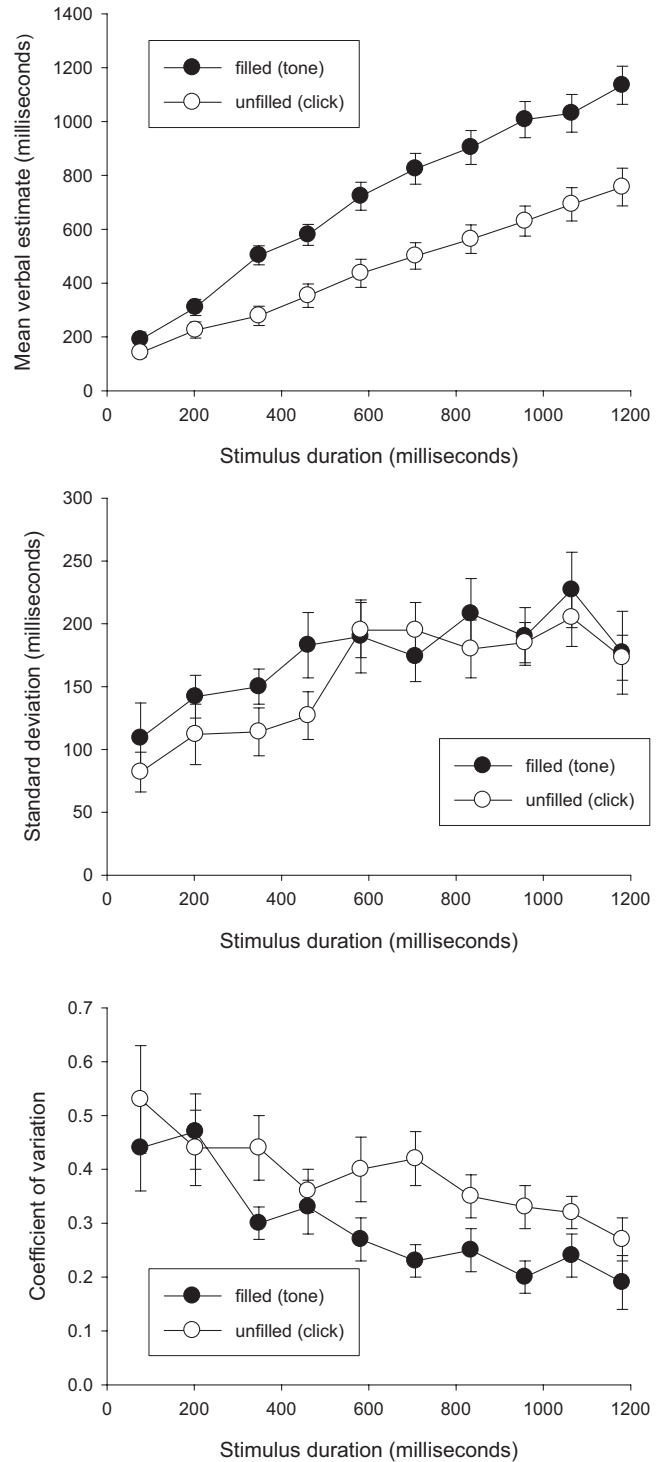 1400
1200
1000
800
600
400
200
0
Mean verbal estimate (milliseconds)
filled (tone)
unfilled (click)
0 200 400 600 800 1000 1200
Stimulus duration (milliseconds)
300
250
200
150
100
50
0
Standard deviation (milliseconds)
filled (tone)
unfilled (click)
0 200 400 600 800 1000 1200
Stimulus duration (milliseconds)
0.7
0.6
0.5
0.4
0.3
0.2
0.1
0.0
Coefficient of variation
filled (tone)
unfilled (click)
0 200 400 600 800 1000 1200
Stimulus duration (milliseconds)